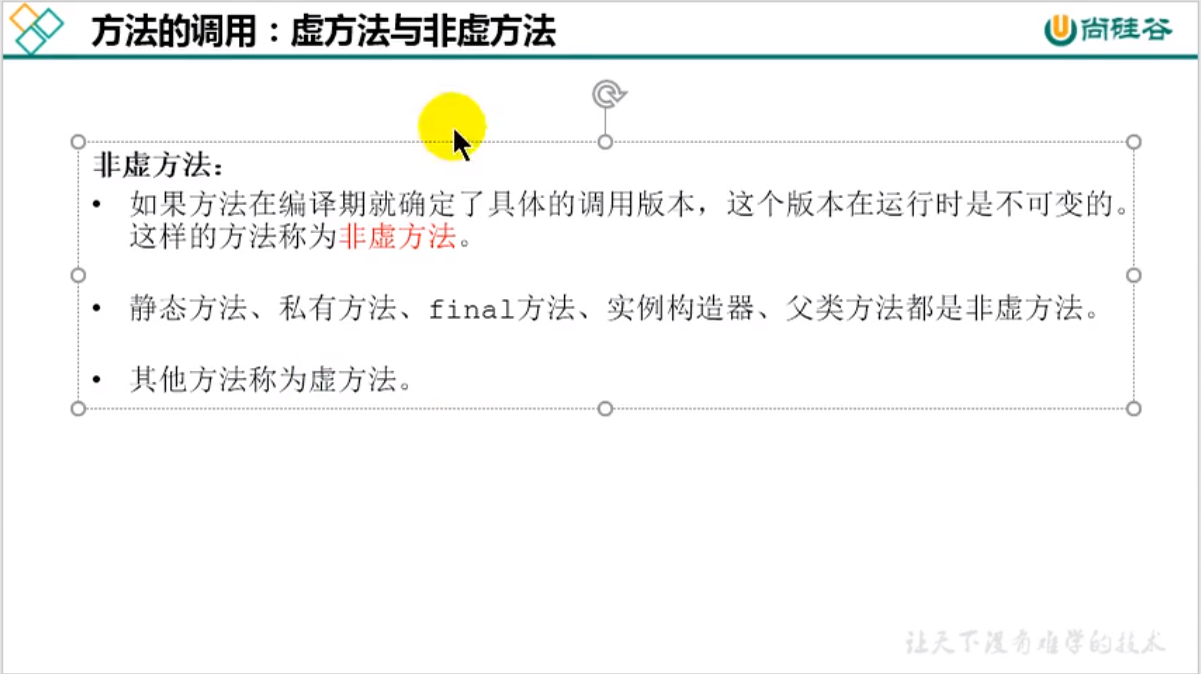 方法的调用：虚方法与非虚方法
尚硅谷
非虚方法：
• 如果方法在编译期就确定了具体的调用版本，这个版本在运行时是不可变的。
这样的方法称为非虚方法。
• 静态方法、私有方法、final方法、实例构造器、父类方法都是非虚方法。
• 其他方法称为虚方法。
让天下没有难学的技术